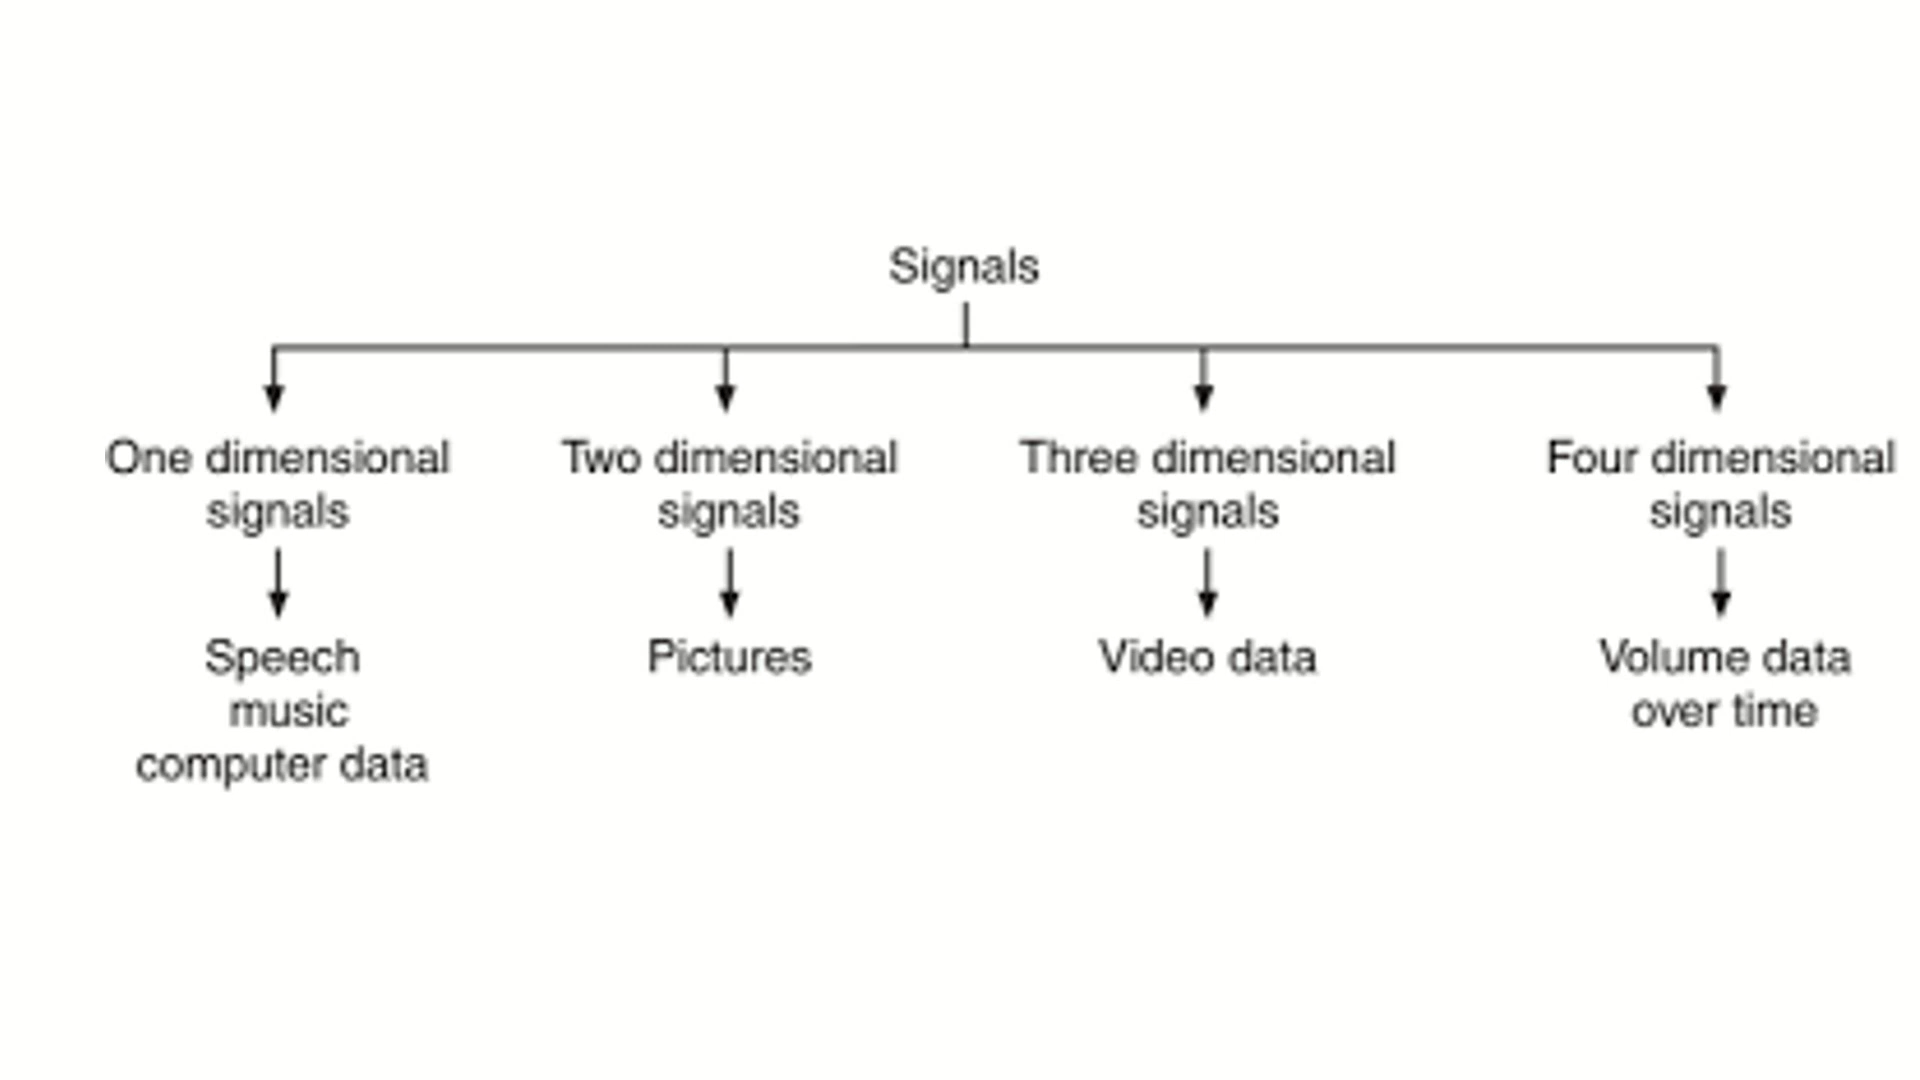 Signals
One dimensional
signals
Two dimensional
signals
Three dimensional
signals
Four dimensional
signals
Speech
music
computer data
Pictures
Video data
Volume data
over time